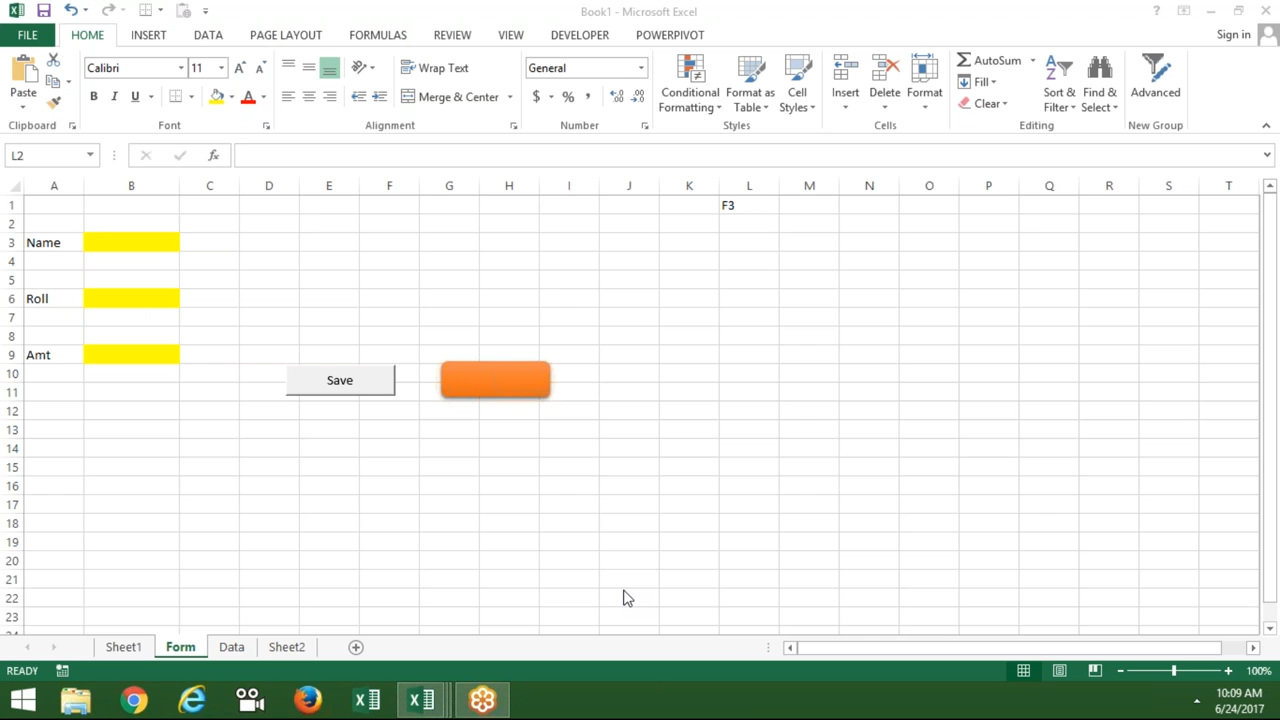 Book1 - Microsoft Excel
?
FILE HOME INSERT DATA PAGE LAYOUT FORMULAS REVIEW VIEW DEVELOPER POWERPIVOT Sign in
Calibri 11 A A Wrap Text General AutoSum
Paste Conditional Formatting Format as Table Cell Styles Insert Delete Format Fill Sort & Filter Find & Select Advanced
B I U A Merge & Center $ % , Clear
Clipboard Font Alignment Number Styles Cells Editing New Group
L2 fx
A B C D E F G H I J K L M N O P Q R S T
1 F3
2
3 Name
4
5
6 Roll
7
8
9 Amt
10 Save
11
12
13
14
15
16
17
18
19
20
21
22
23
24
Sheet1 Form Data Sheet2
READY 100%
10:09 AM
6/24/2017